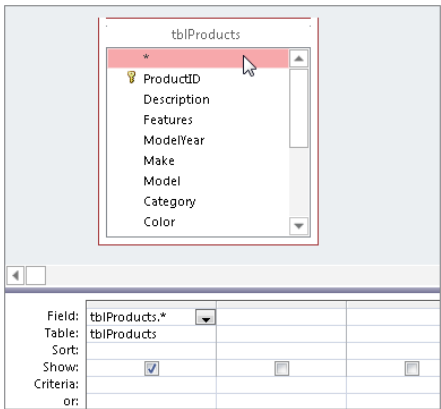 tblProducts
*
ProductID
Description
Features
ModelYear
Make
Model
Category
Color
Field: tblProducts.*
Table: tblProducts
Sort:
Show:
Criteria:
or: